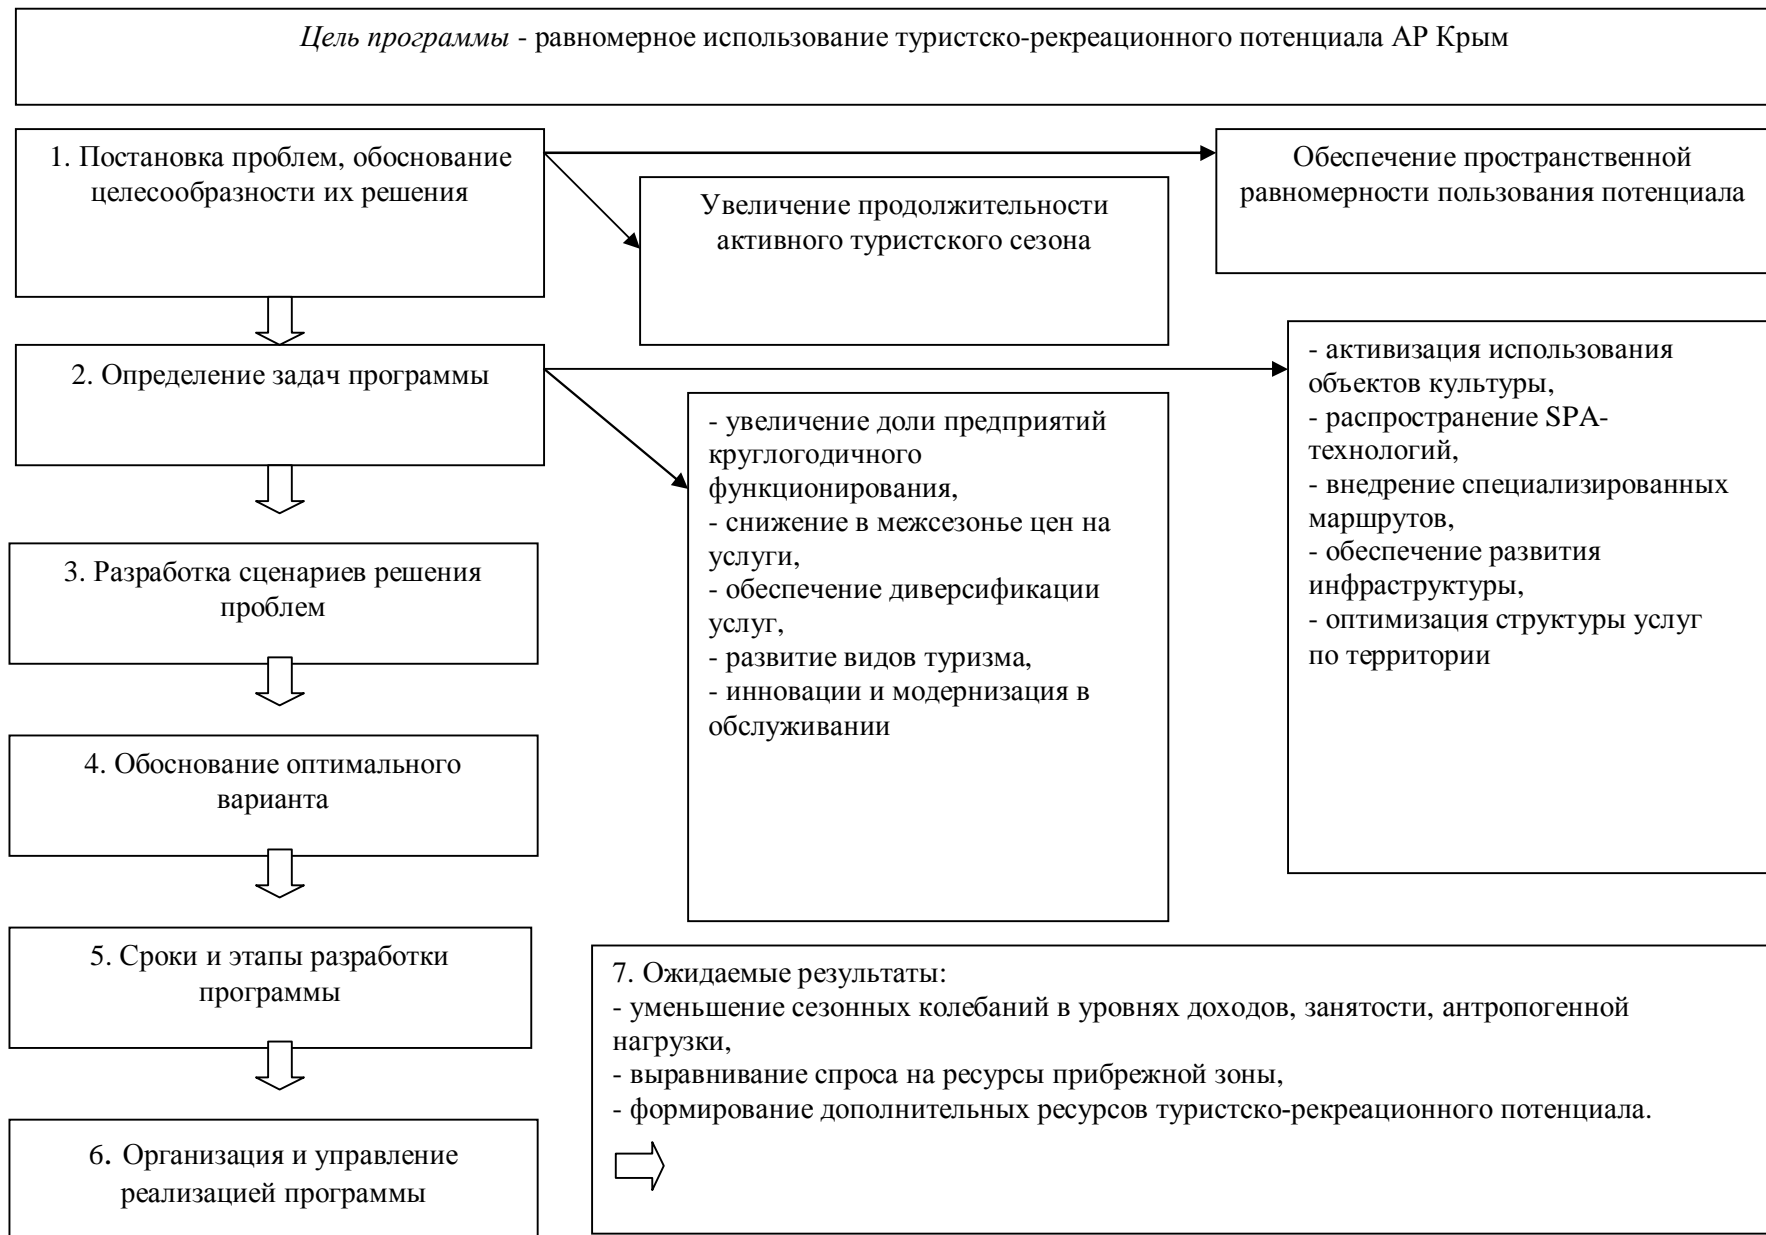 Цель программы - равномерное использование туристско-рекреационного потенциала АР Крым
1. Постановка проблем, обоснование
целесообразности их решения
Увеличение продолжительности
активного туристского сезона
Обеспечение пространственной
равномерности пользования потенциала
2. Определение задач программы
- увеличение доли предприятий
круглогодичного
функционирования,
- снижение в межсезонье цен на
услуги,
- обеспечение диверсификации
услуг,
- развитие видов туризма,
- инновации и модернизация в
обслуживании
- активизация использования
объектов культуры,
- распространение SPA-
технологий,
- внедрение специализированных
маршрутов,
- обеспечение развития
инфраструктуры,
- оптимизация структуры услуг
по территории
3. Разработка сценариев решения
проблем
4. Обоснование оптимального
варианта
5. Сроки и этапы разработки
программы
6. Организация и управление
реализацией программы
7. Ожидаемые результаты:
- уменьшение сезонных колебаний в уровнях доходов, занятости, антропогенной
нагрузки,
- выравнивание спроса на ресурсы прибрежной зоны,
- формирование дополнительных ресурсов туристско-рекреационного потенциала.